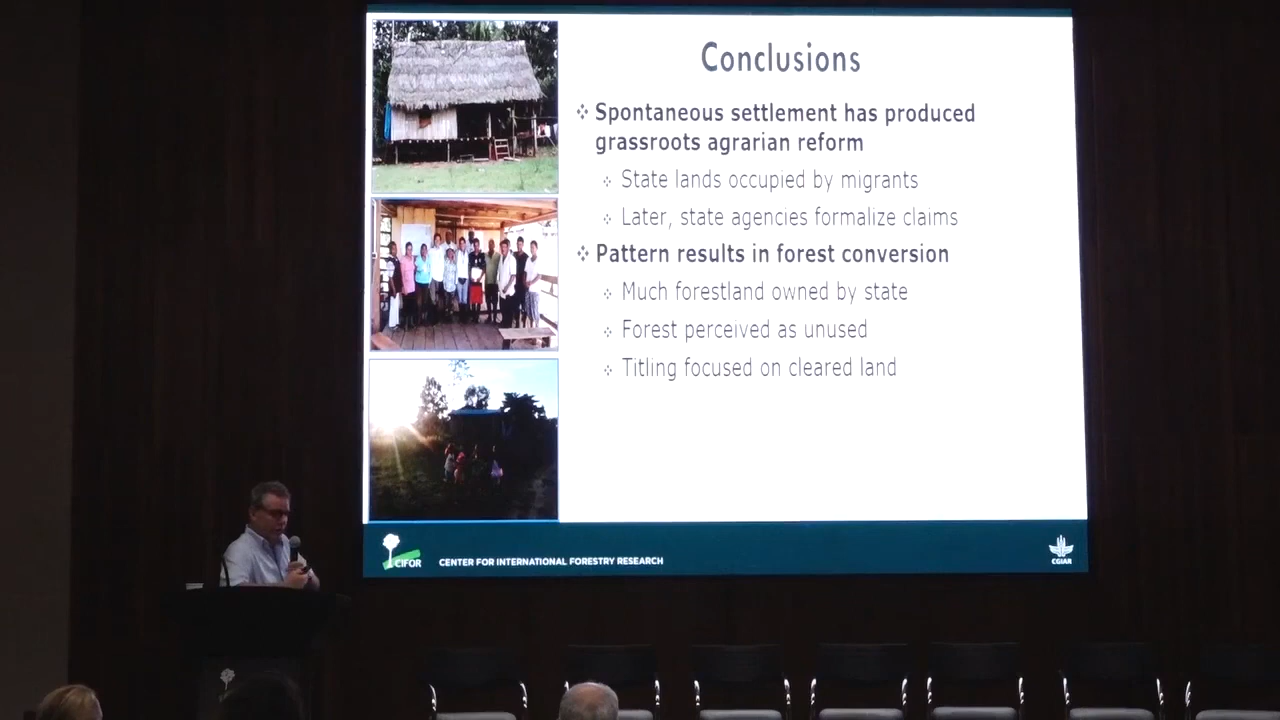 Conclusions
Spontaneous settlement has produced
grassroots agrarian reform
State lands occupied by migrants
Later, state agencies formalize claims
Pattern results in forest conversion
Much forestland owned by state
Forest perceived as unused
Titling focused on cleared land
CIFOR
CENTER FOR INTERNATIONAL FORESTRY RESEARCH
CGIAR